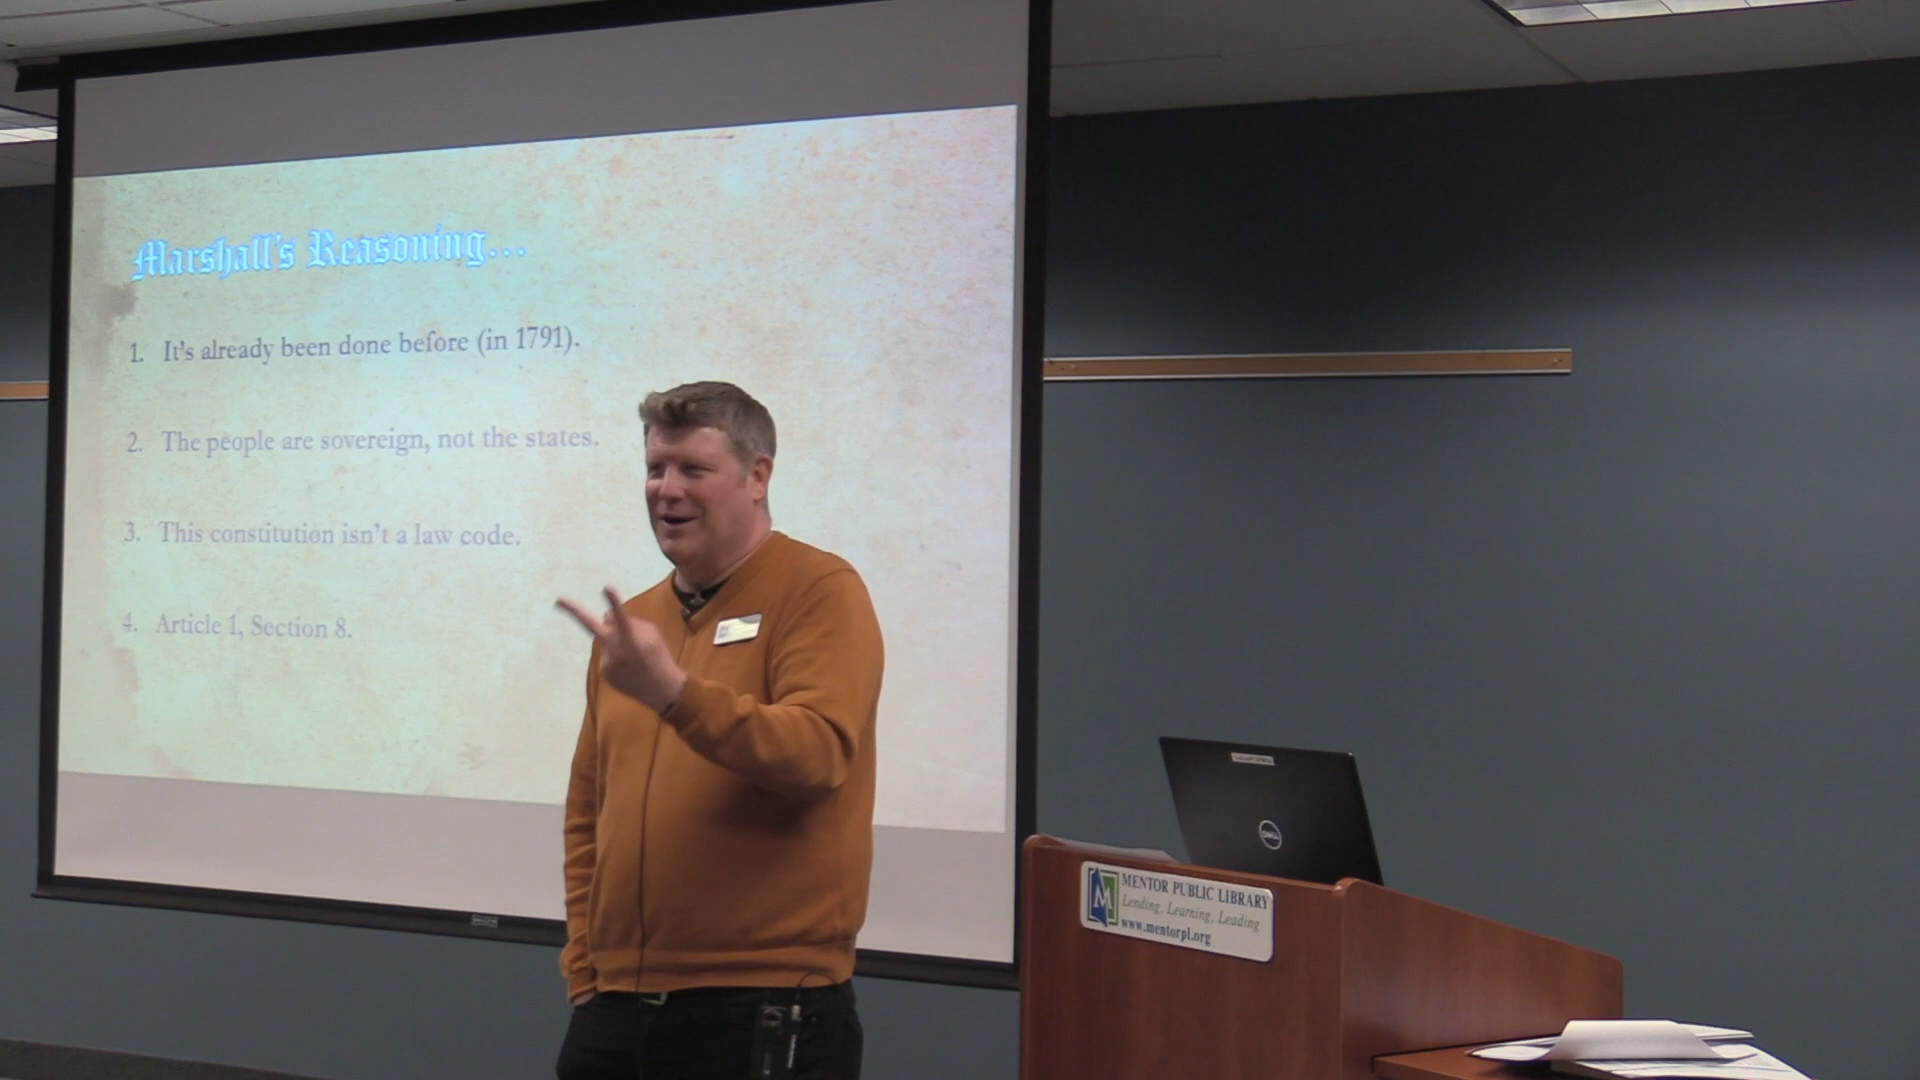 Marshall's Reasoning...
1. It's already been done before (in 1791).
2. The people are sovereign, not the states.
3. This constitution isn't a law code.
4. Article 1, Section 8.
DELL
M
MENTOR PUBLIC LIBRARY
Lending, Learning, Leading
www.mentorpl.org